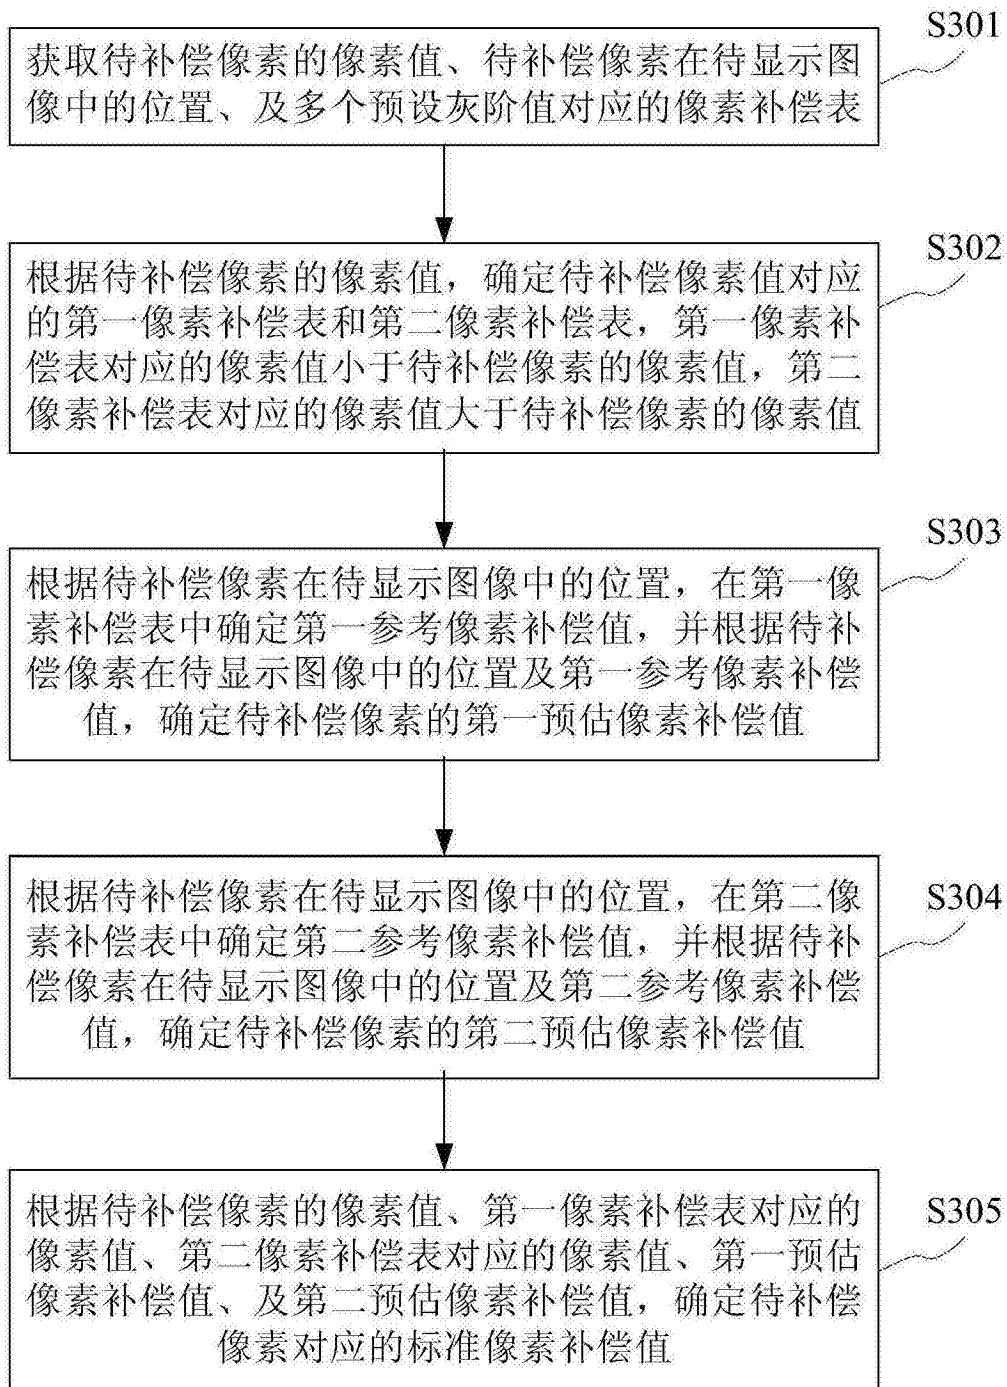 S301
获取待补偿像素的像素值、待补偿像素在待显示图
像中的位置、及多个预设灰阶值对应的像素补偿表
S302
根据待补偿像素的像素值，确定待补偿像素值对应
的第一像素补偿表和第二像素补偿表，第一像素补
偿表对应的像素值小于待补偿像素的像素值，第二
像素补偿表对应的像素值大于待补偿像素的像素值
S303
根据待补偿像素在待显示图像中的位置，在第一像
素补偿表中确定第一参考像素补偿值，并根据待补
偿像素在待显示图像中的位置及第一参考像素补偿
值，确定待补偿像素的第一预估像素补偿值
S304
根据待补偿像素在待显示图像中的位置，在第二像
素补偿表中确定第二参考像素补偿值，并根据待补
偿像素在待显示图像中的位置及第二参考像素补偿
值，确定待补偿像素的第二预估像素补偿值
S305
根据待补偿像素的像素值、第一像素补偿表对应的
像素值、第二像素补偿表对应的像素值、第一预估
像素补偿值、及第二预估像素补偿值，确定待补偿
像素对应的标准像素补偿值